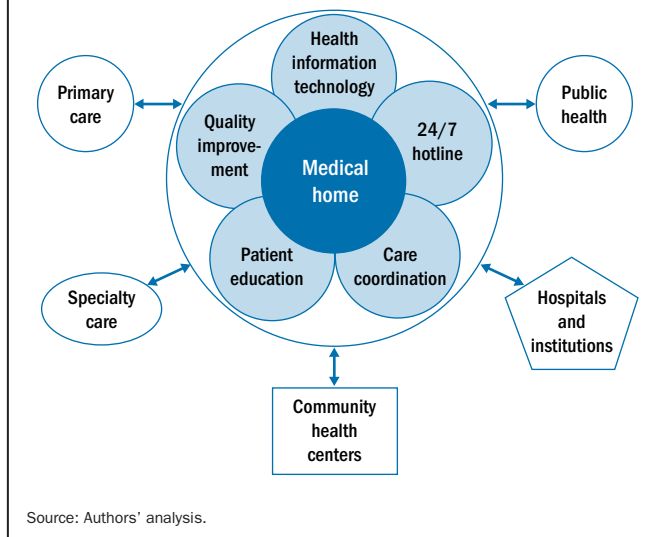 Health
information
technology
Primary
care
Public
health
Quality
improve-
ment
24/7
hotline
Medical
home
Patient
education
Care
coordination
Specialty
care
Hospitals
and
institutions
Community
health
centers
Source: Authors' analysis.